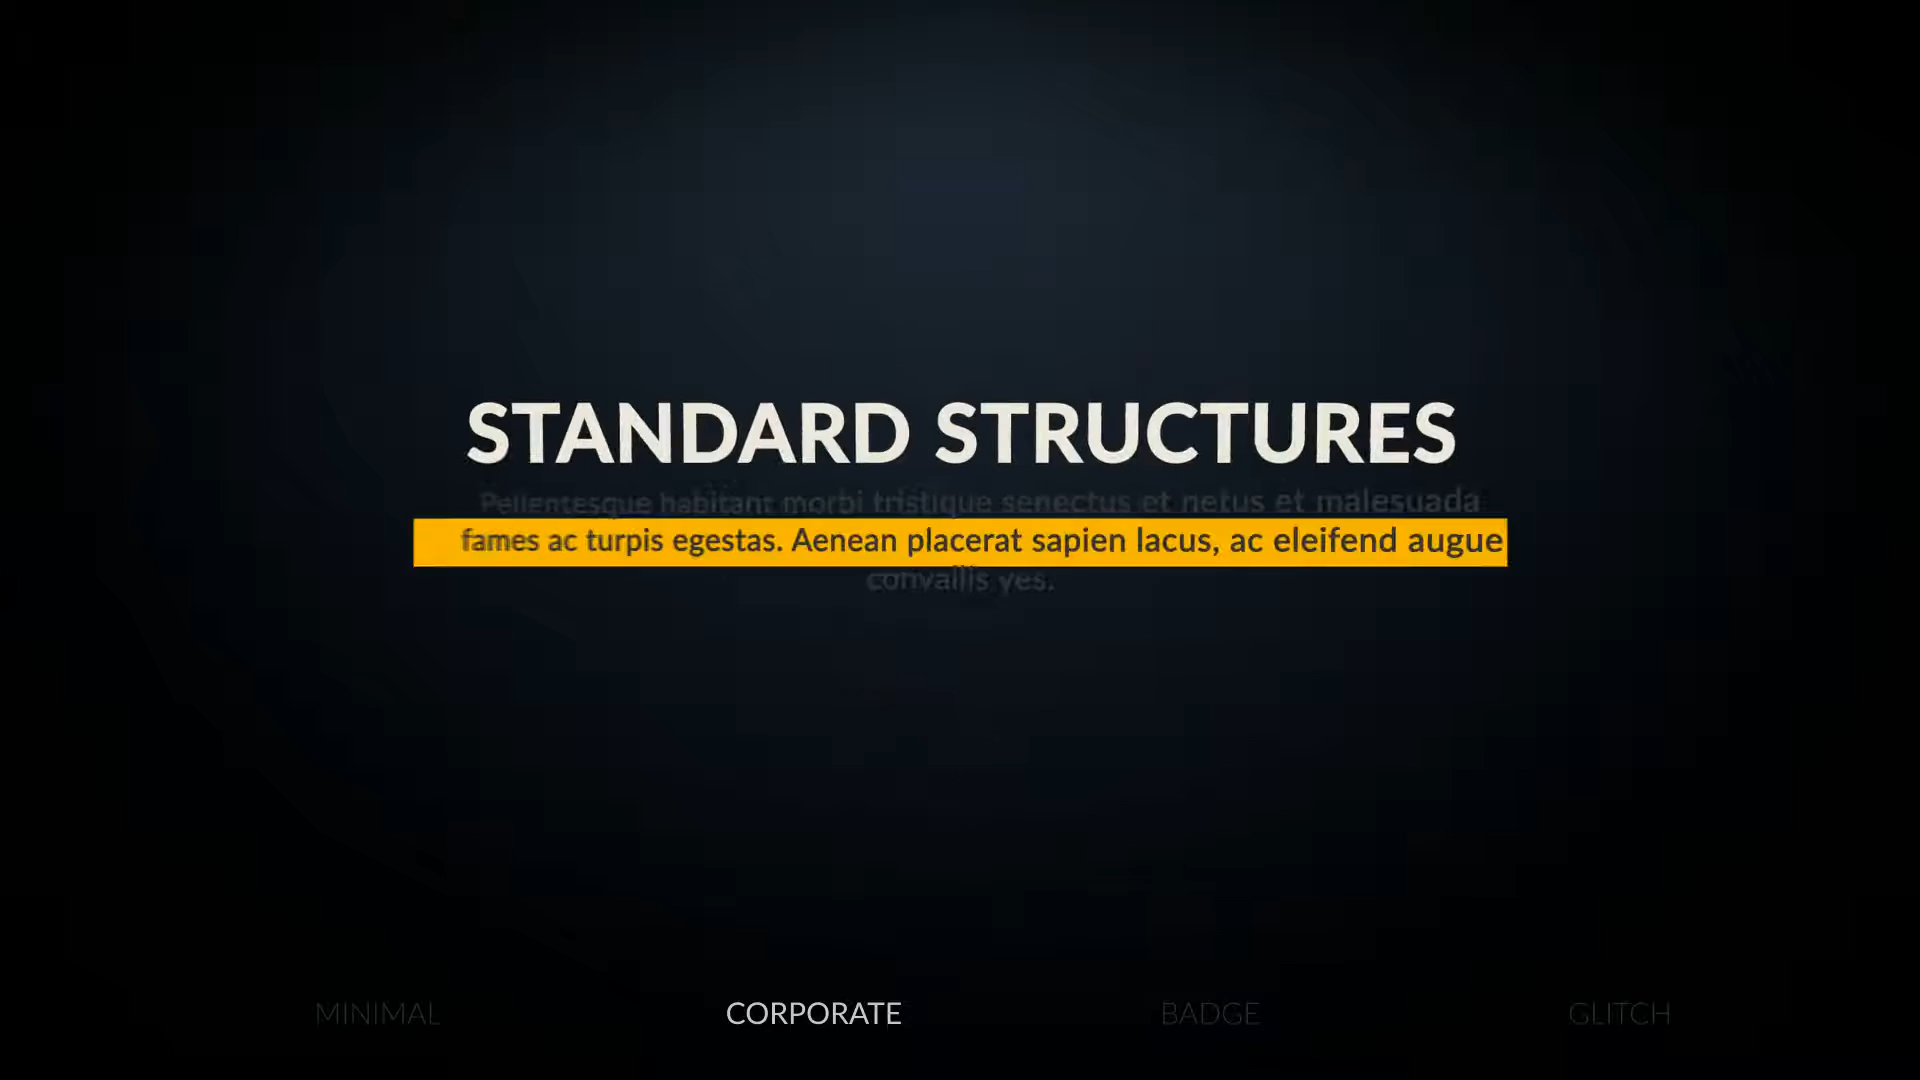 STANDARD STRUCTURES
Pellentesque habitant morbi tristique senectus et netus et malesuada
fames ac turpis egestas. Aenean placerat sapien lacus, ac eleifend augue
convallis yes.
MINIMAL CORPORATE BADGE GLITCH